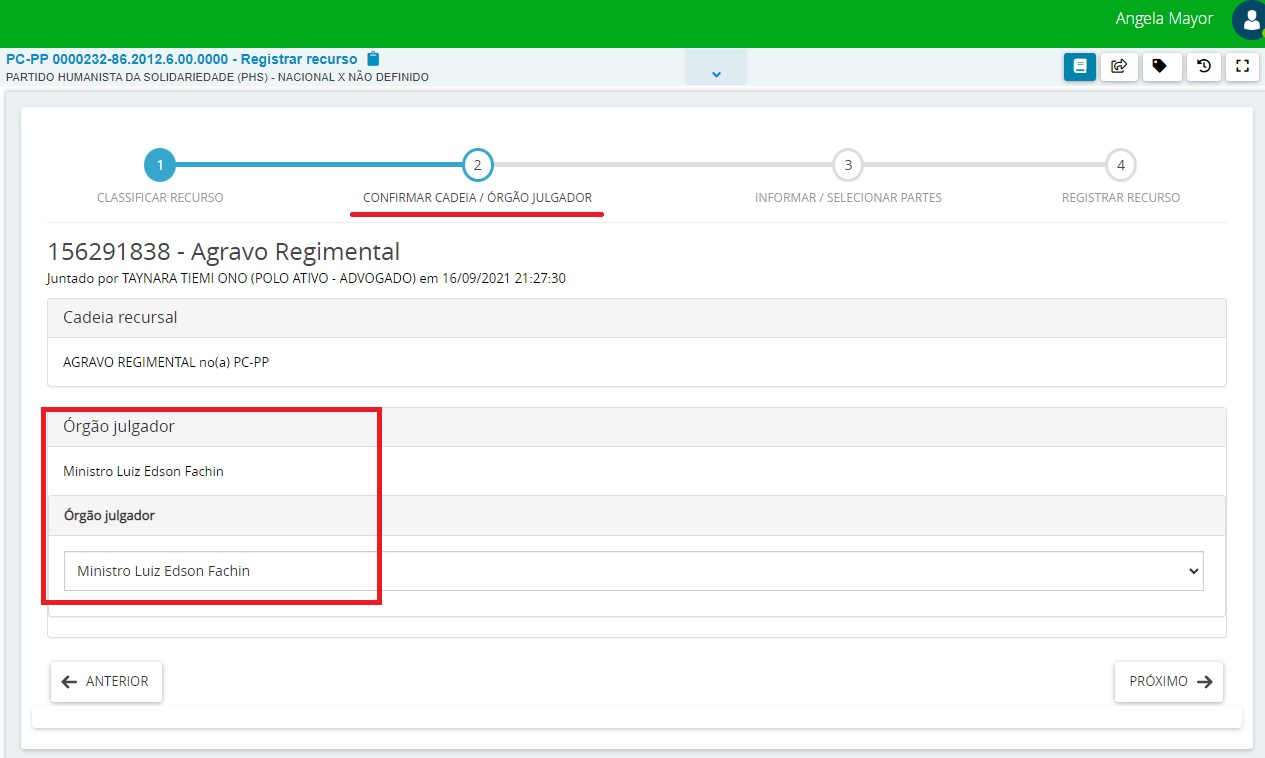 Angela Mayor
PC-PP 0000232-86.2012.6.00.0000 - Registrar recurso
PARTIDO HUMANISTA DA SOLIDARIEDADE (PHS) - NACIONAL X NÃO DEFINIDO
1
2
3
4
CLASSIFICAR RECURSO
CONFIRMAR CADEIA / ÓRGÃO JULGADOR
INFORMAR / SELECIONAR PARTES
REGISTRAR RECURSO
156291838 - Agravo Regimental
Juntado por TAYNARA TIEMI ONO (POLO ATIVO - ADVOGADO) em 16/09/2021 21:27:30
Cadeia recursal
AGRAVO REGIMENTAL no(a) PC-PP
Órgão julgador
Ministro Luiz Edson Fachin
Órgão julgador
Ministro Luiz Edson Fachin
ANTERIOR
PRÓXIMO